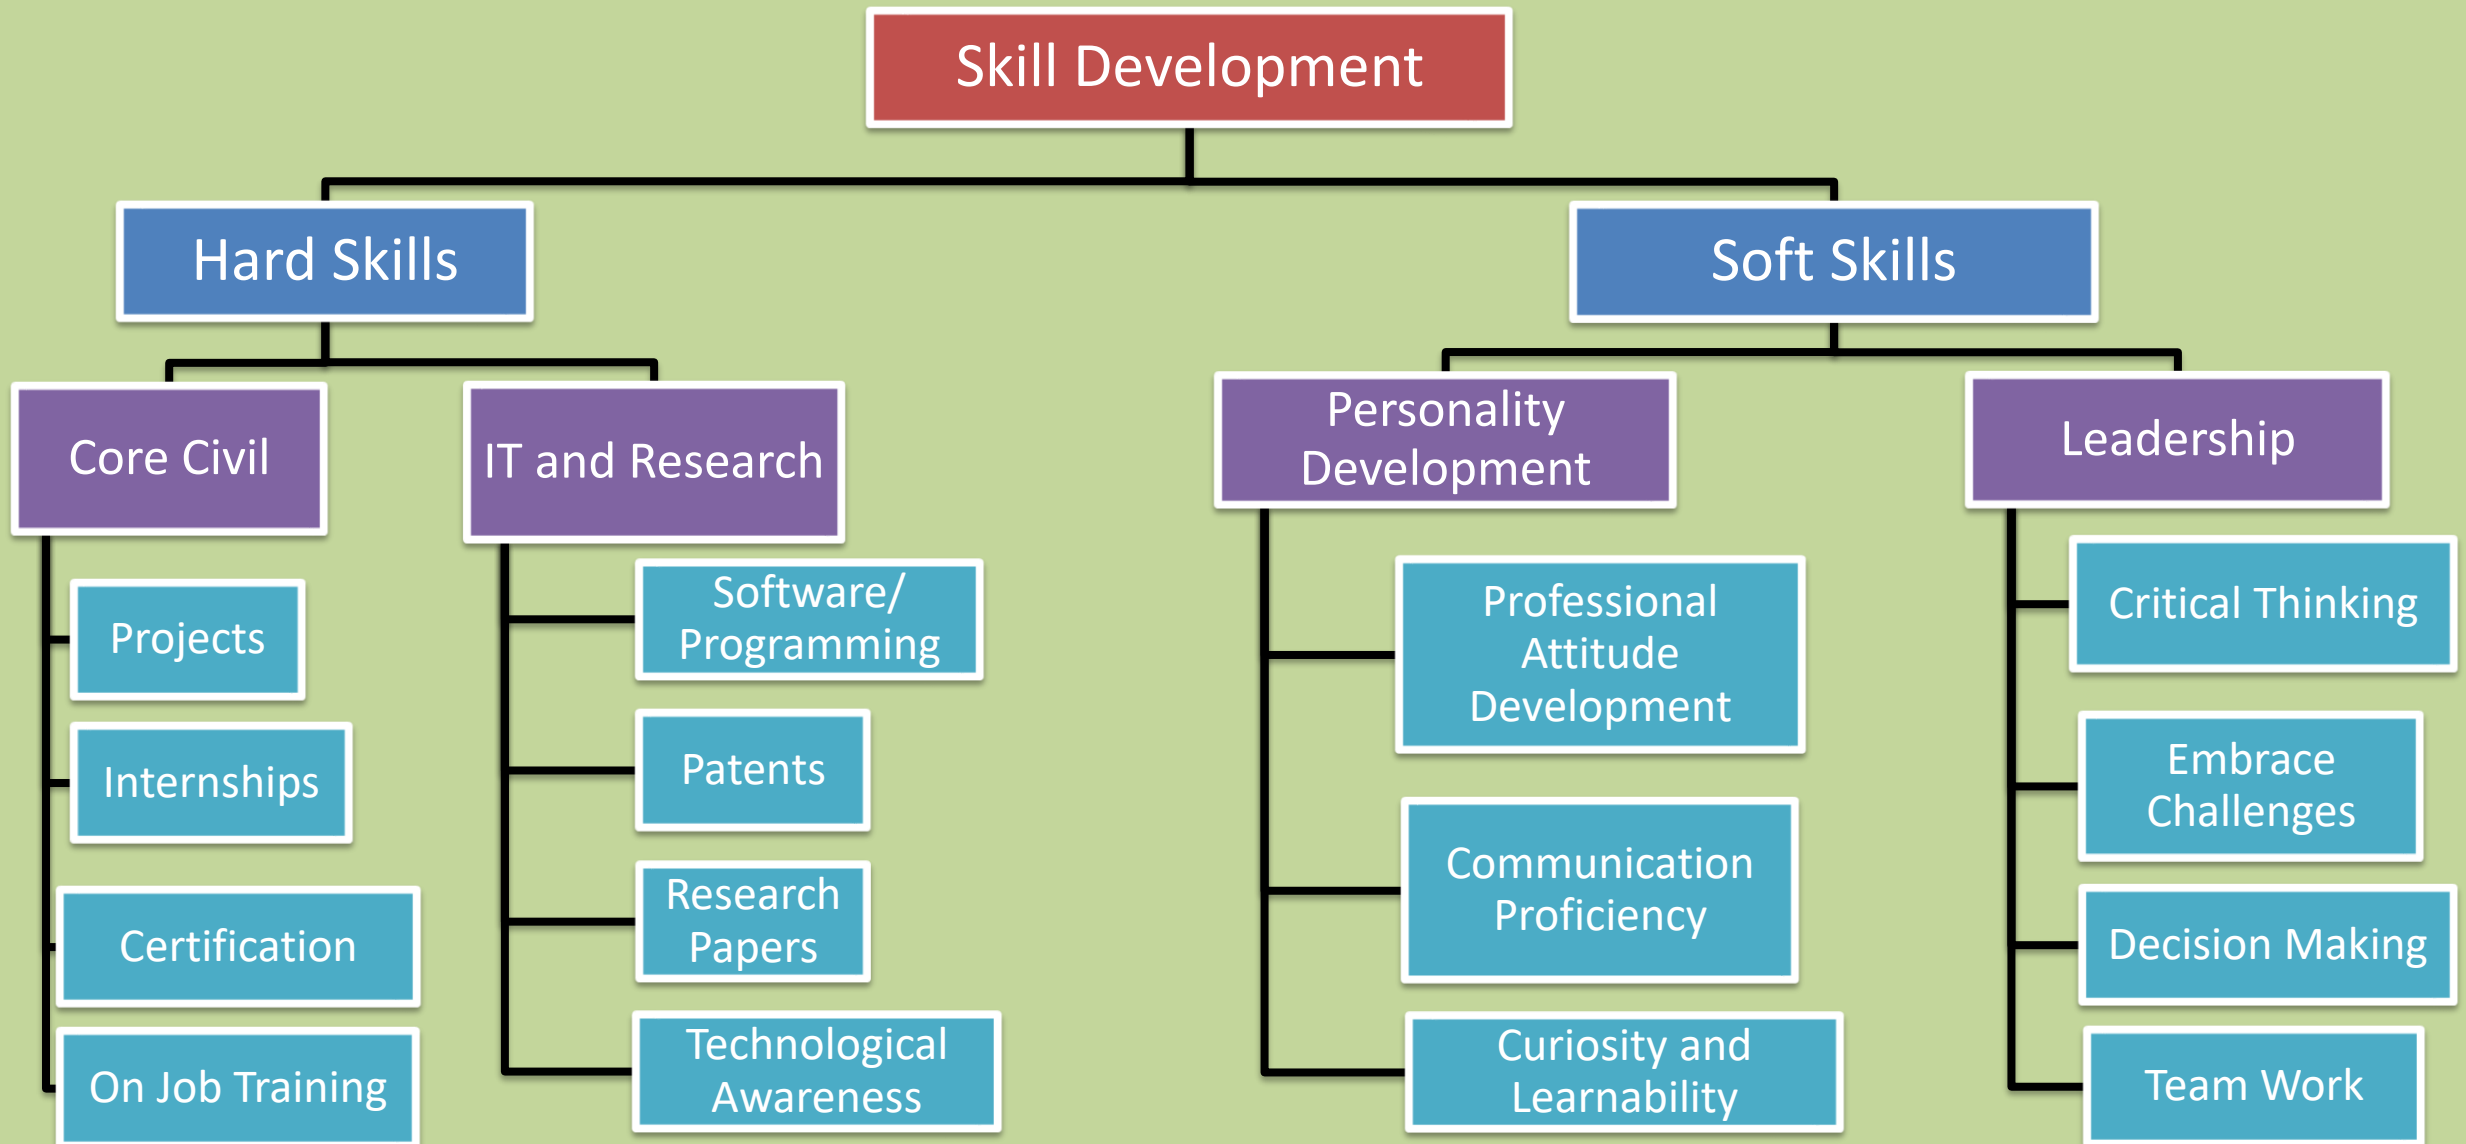 Skill Development
Hard Skills
Soft Skills
Core Civil
IT and Research
Personality
Development
Leadership
Projects
Internships
Certification
On Job Training
Software/
Programming
Patents
Research
Papers
Technological
Awareness
Professional
Attitude
Development
Communication
Proficiency
Curiosity and
Learnability
Critical Thinking
Embrace
Challenges
Decision Making
Team Work